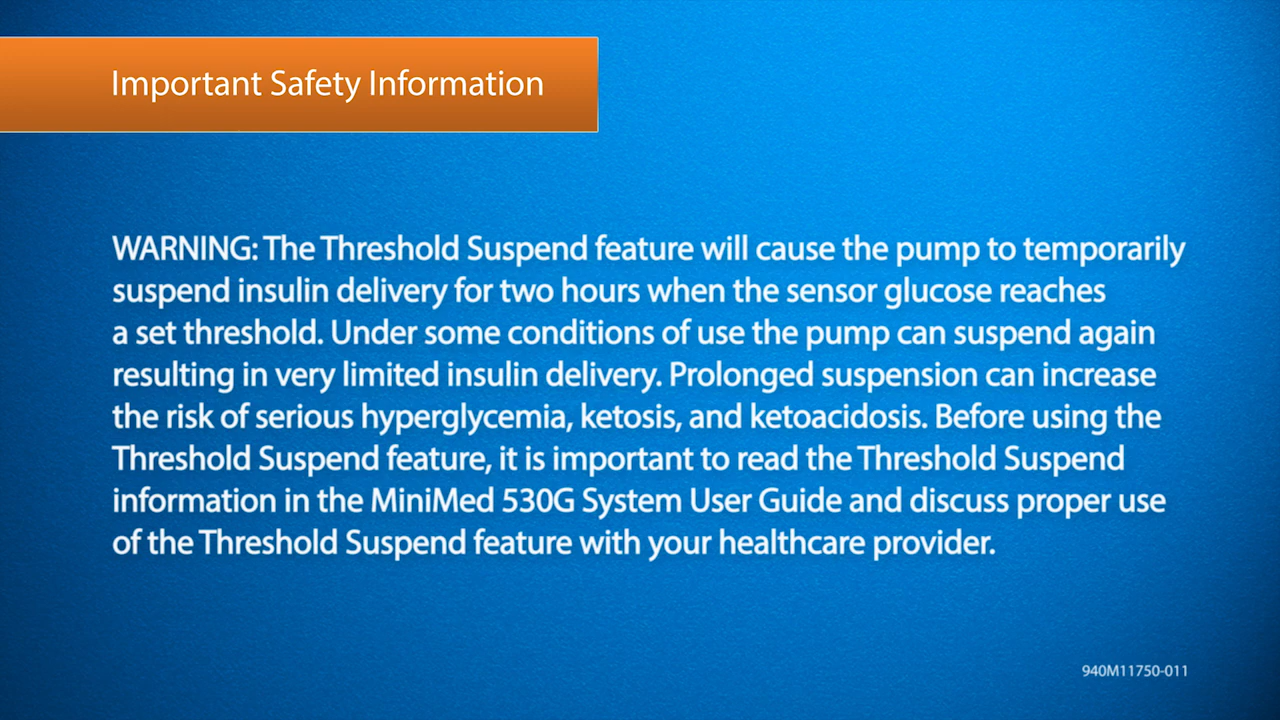 Important Safety Information
WARNING: The Threshold Suspend feature will cause the pump to temporarily
suspend insulin delivery for two hours when the sensor glucose reaches
a set threshold. Under some conditions of use the pump can suspend again
resulting in very limited insulin delivery. Prolonged suspension can increase
the risk of serious hyperglycemia, ketosis, and ketoacidosis. Before using the
Threshold Suspend feature, it is important to read the Threshold Suspend
information in the MiniMed 530G System User Guide and discuss proper use
of the Threshold Suspend feature with your healthcare provider.
940M11750-011